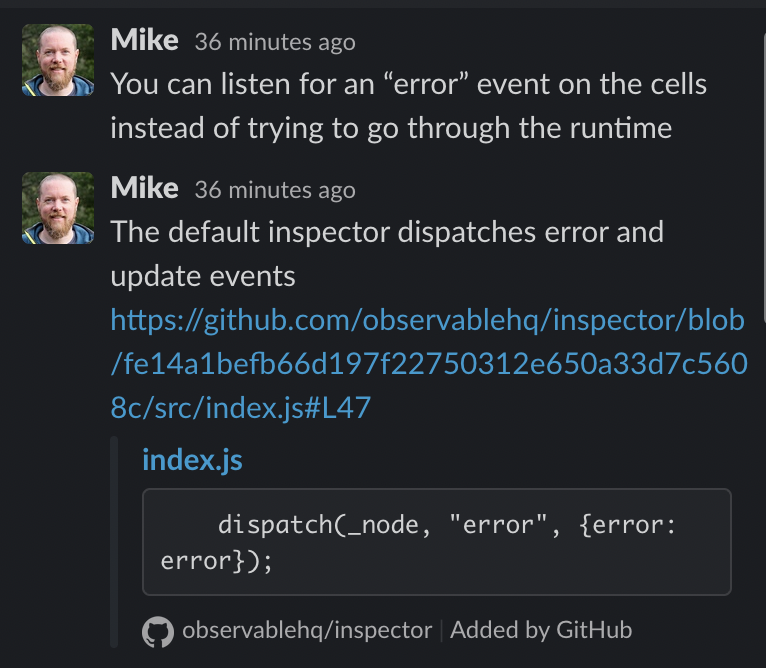 Mike 36 minutes ago
You can listen for an “error” event on the cells
instead of trying to go through the runtime
Mike 36 minutes ago
The default inspector dispatches error and
update events
https://github.com/observablehq/inspector/blob
/fe14a1befb66d197f22750312e650a33d7c560
8c/src/index.js#L47
index.js
dispatch(_node, "error", {error:
error});
observablehq/inspector | Added by GitHub